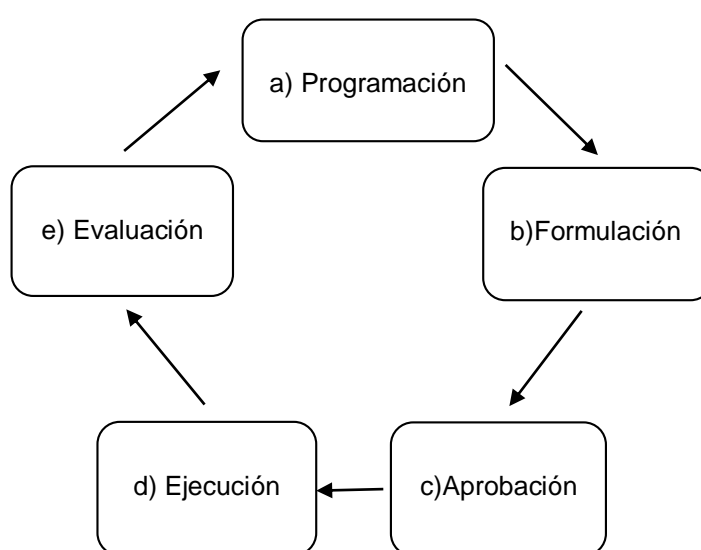 a) Programación
b)Formulación
c)Aprobación
d) Ejecución
e) Evaluación